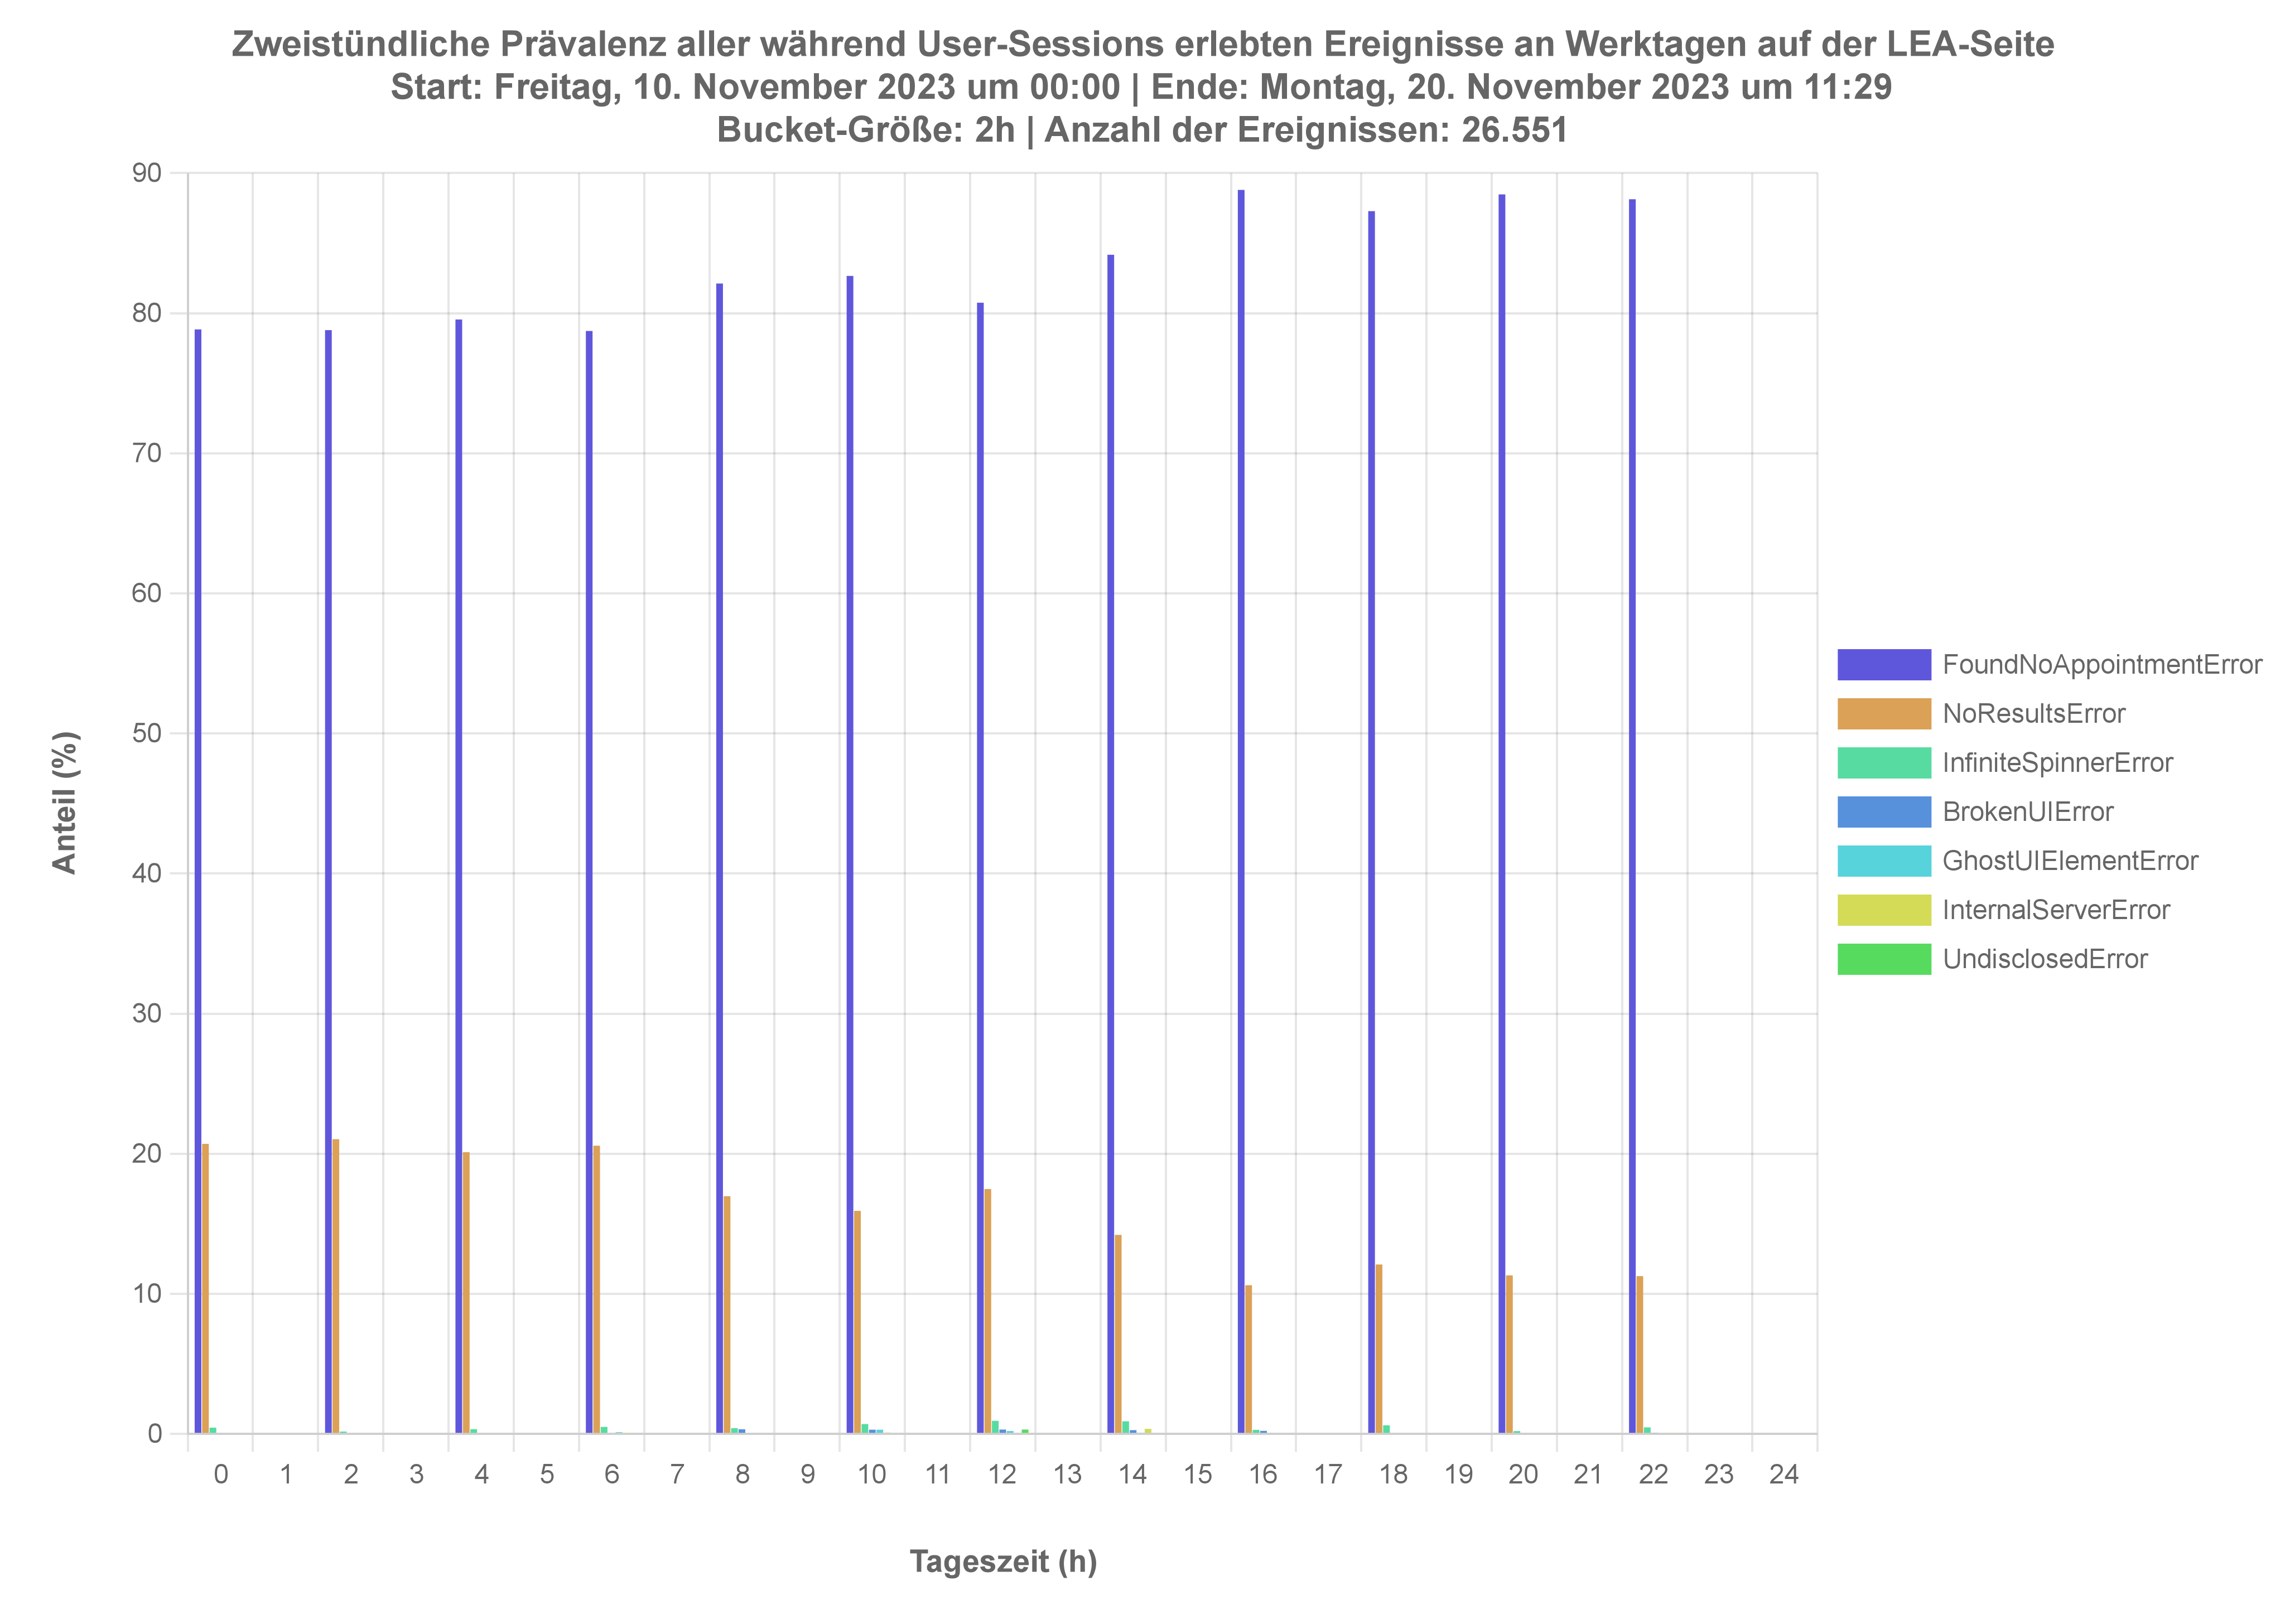 Zweistündliche Prävalenz aller während User-Sessions erlebten Ereignisse an Werktagen auf der LEA-Seite
Start: Freitag, 10. November 2023 um 00:00 | Ende: Montag, 20. November 2023 um 11:29
Bucket-Größe: 2h | Anzahl der Ereignissen: 26.551
90
80
70
60
50
40
30
20
10
0
Anteil (%)
0 1 2 3 4 5 6 7 8 9 10 11 12 13 14 15 16 17 18 19 20 21 22 23 24
Tageszeit (h)
FoundNoAppointmentError
NoResultsError
InfiniteSpinnerError
BrokenUIError
GhostUIElementError
InternalServerError
UndisclosedError